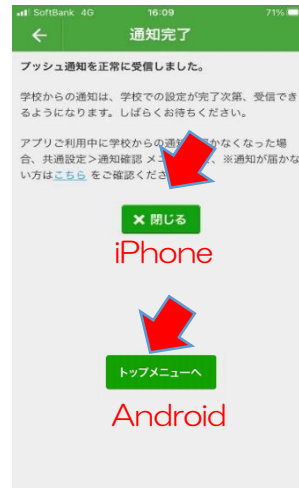 SoftBank 4G 16:09 71%
通知完了
プッシュ通知を正常に受信しました。
学校からの通知は、学校での設定が完了次第、受信でき
るようになります。しばらくお待ちください。
アプリご利用中に学校からの通知 かなくなった場
合、共通設定＞通知確認 メニ 、※通知が届かな
い方はこちら をご確認くださ
× 閉じる
iPhone
トップメニューへ
Android